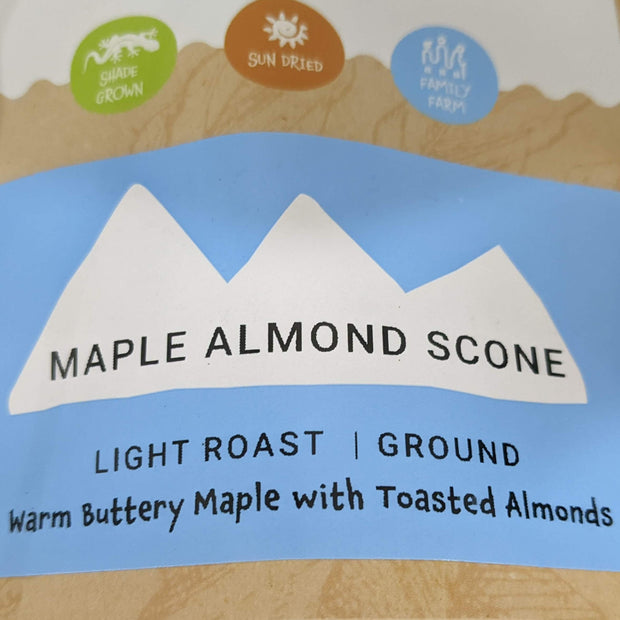 SHADE
GROWN
SUN DRIED
FAMILY
FARM
MAPLE ALMOND SCONE
LIGHT ROAST | GROUND
Warm Buttery Maple with Toasted Almonds